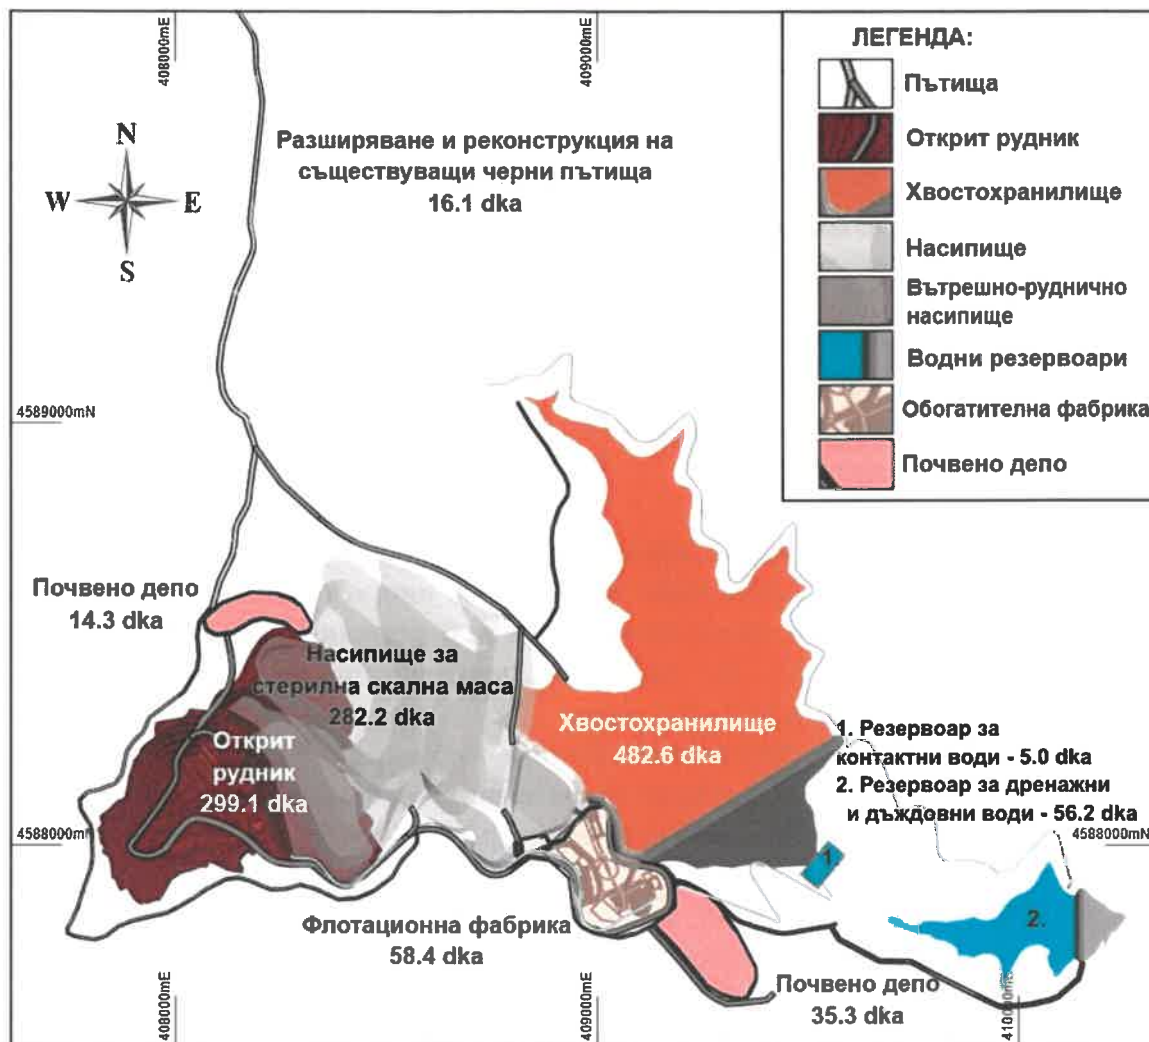 408000mE
409000mE
ЛЕГЕНДА:
Пътища
Открит рудник
Хвостохранилище
Насипище
Вътрешно-руднично
насипище
Водни резервоари
Обогатителна фабрика
Почвено депо
N
W
E
S
Разширяване и реконструкция на
съществуващи черни пътища
16.1 dka
4589000mN
Почвено депо
14.3 dka
Насипище за
стерилна скална маса
282.2 dka
Открит
рудник
299.1 dka
Хвостохранилище
482.6 dka
1. Резервоар за
контактни води - 5.0 dka
2. Резервоар за дренажни
и дъждовни води - 56.2 dka
4588000mN
4588000mN
1.
2.
Флотационна фабрика
58.4 dka
Почвено депо
35.3 dka
408000mE
409000mE
410000mE